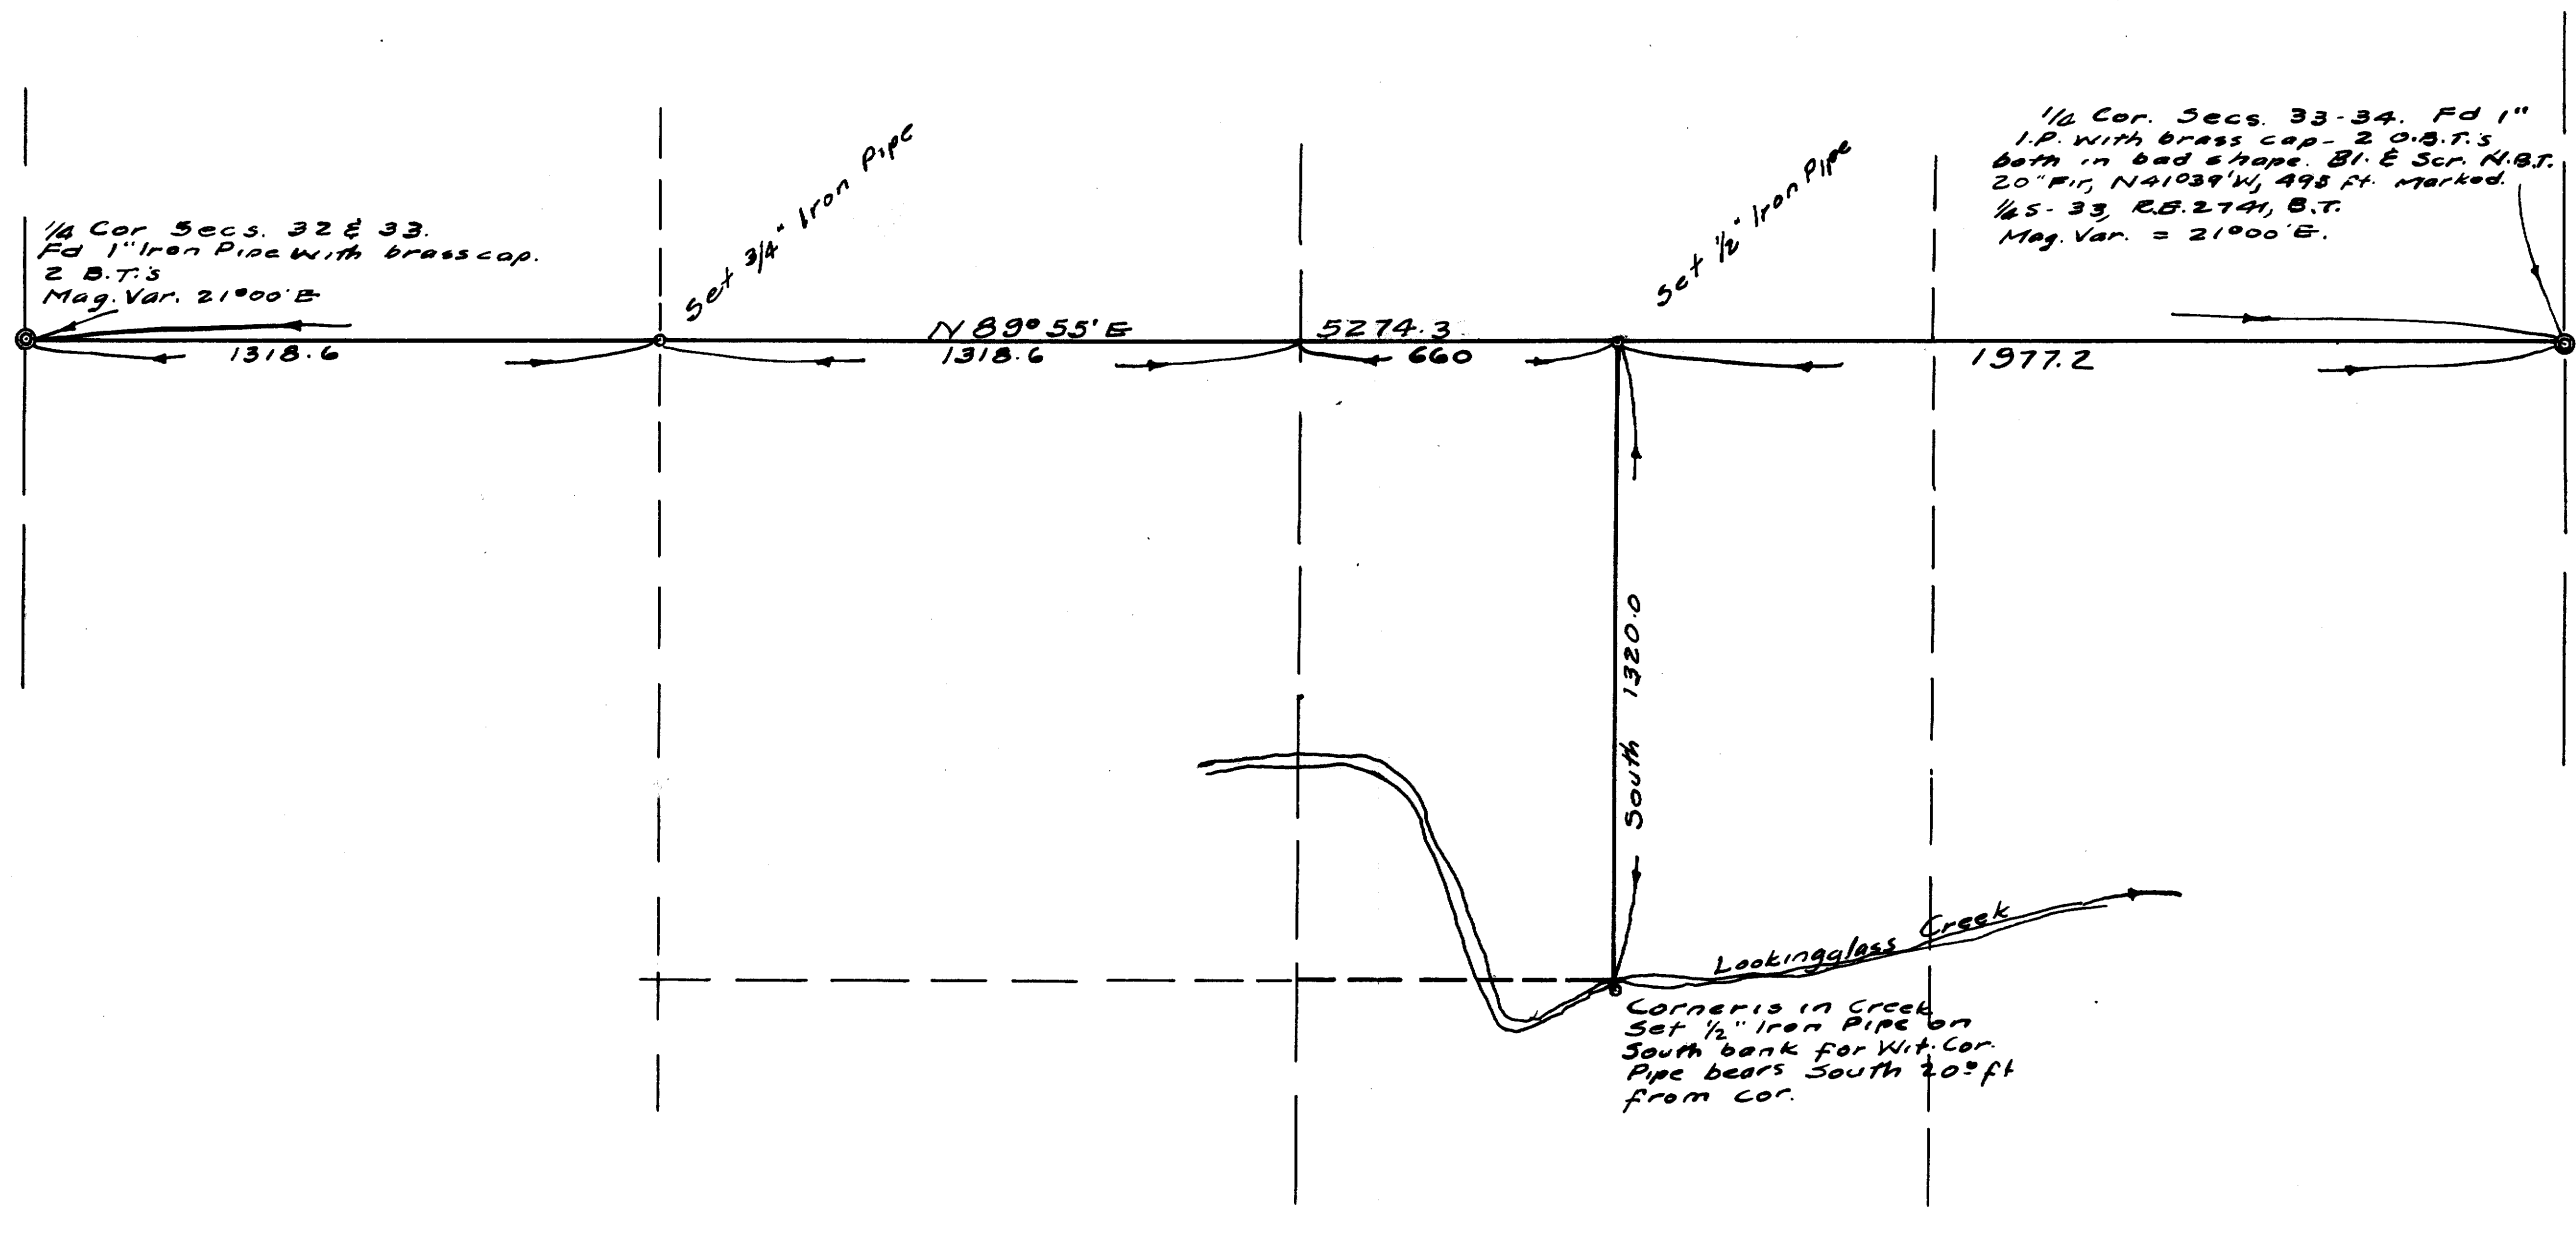 1/4 Cor Secs. 32 & 33.
Fd 1" Iron Pipe with brass cap.
2 B.T.'s
Mag. Var. 21°00' E
Set 3/4" Iron Pipe
Set 1/2" Iron Pipe
1/4 Cor. Secs. 33-34. Fd 1"
I.P. with brass cap - 2 O.B.T.'s
both in bad shape. Bl. & Scr. N.B.T.
20" Fir, N41°39'W, ft. Marked.
1/4 S - 33, R.E. 2741, B.T.
Mag. Var. = 21°00' E.
N 89° 55' E 5274.3
1318.6 1318.6 660 1977.2
South 1320.0
Lookingglass Creek
Corner is in Creek
Set 1/2" Iron Pipe on
South bank for Wit. Cor.
Pipe bears South 20.0 ft
from Cor.